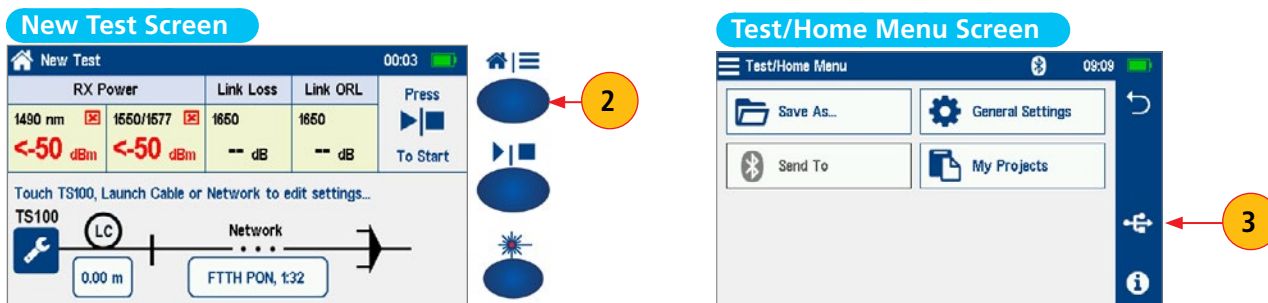 New Test Screen
New Test 00:03
RX Power Link Loss Link ORL Press
1490 nm 1550/1577 1650 1650
<-50 dBm <-50 dBm -- dB -- dB To Start
Touch TS100, Launch Cable or Network to edit settings...
TS100
LC Network
0.00 m FTTH PON, 1:32
2
Test/Home Menu Screen
Test/Home Menu 09:09
Save As... General Settings
Send To My Projects
3